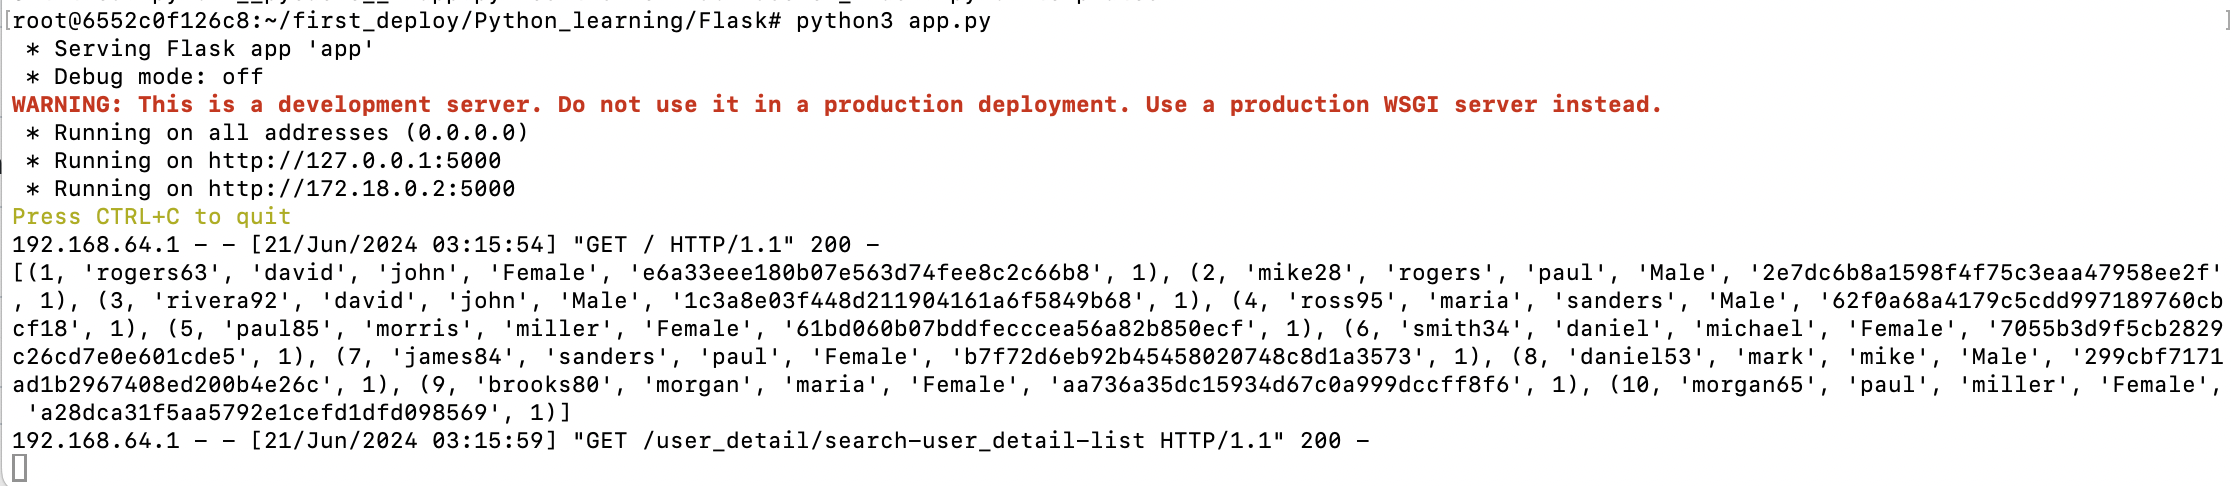 [root@6552c0f126c8:~/first_deploy/Python_learning/Flask# python3 app.py ]
 * Serving Flask app 'app'
 * Debug mode: off
WARNING: This is a development server. Do not use it in a production deployment. Use a production WSGI server instead.
 * Running on all addresses (0.0.0.0)
 * Running on http://127.0.0.1:5000
 * Running on http://172.18.0.2:5000
Press CTRL+C to quit
192.168.64.1 - - [21/Jun/2024 03:15:54] "GET / HTTP/1.1" 200 -
[(1, 'rogers63', 'david', 'john', 'Female', 'e6a33eee180b07e563d74fee8c2c66b8', 1), (2, 'mike28', 'rogers', 'paul', 'Male', '2e7dc6b8a1598f4f75c3eaa47958ee2f'
, 1), (3, 'rivera92', 'david', 'john', 'Male', '1c3a8e03f448d211904161a6f5849b68', 1), (4, 'ross95', 'maria', 'sanders', 'Male', '62f0a68a4179c5cdd997189760cb
cf18', 1), (5, 'paul85', 'morris', 'miller', 'Female', '61bd060b07bddfecccea56a82b850ecf', 1), (6, 'smith34', 'daniel', 'michael', 'Female', '7055b3d9f5cb2829
c26cd7e0e601cde5', 1), (7, 'james84', 'sanders', 'paul', 'Female', 'b7f72d6eb92b45458020748c8d1a3573', 1), (8, 'daniel53', 'mark', 'mike', 'Male', '299cbf7171
ad1b2967408ed200b4e26c', 1), (9, 'brooks80', 'morgan', 'maria', 'Female', 'aa736a35dc15934d67c0a999dccff8f6', 1), (10, 'morgan65', 'paul', 'miller', 'Female',
 'a28dca31f5aa5792e1cefd1dfd098569', 1)]
192.168.64.1 - - [21/Jun/2024 03:15:59] "GET /user_detail/search-user_detail-list HTTP/1.1" 200 -